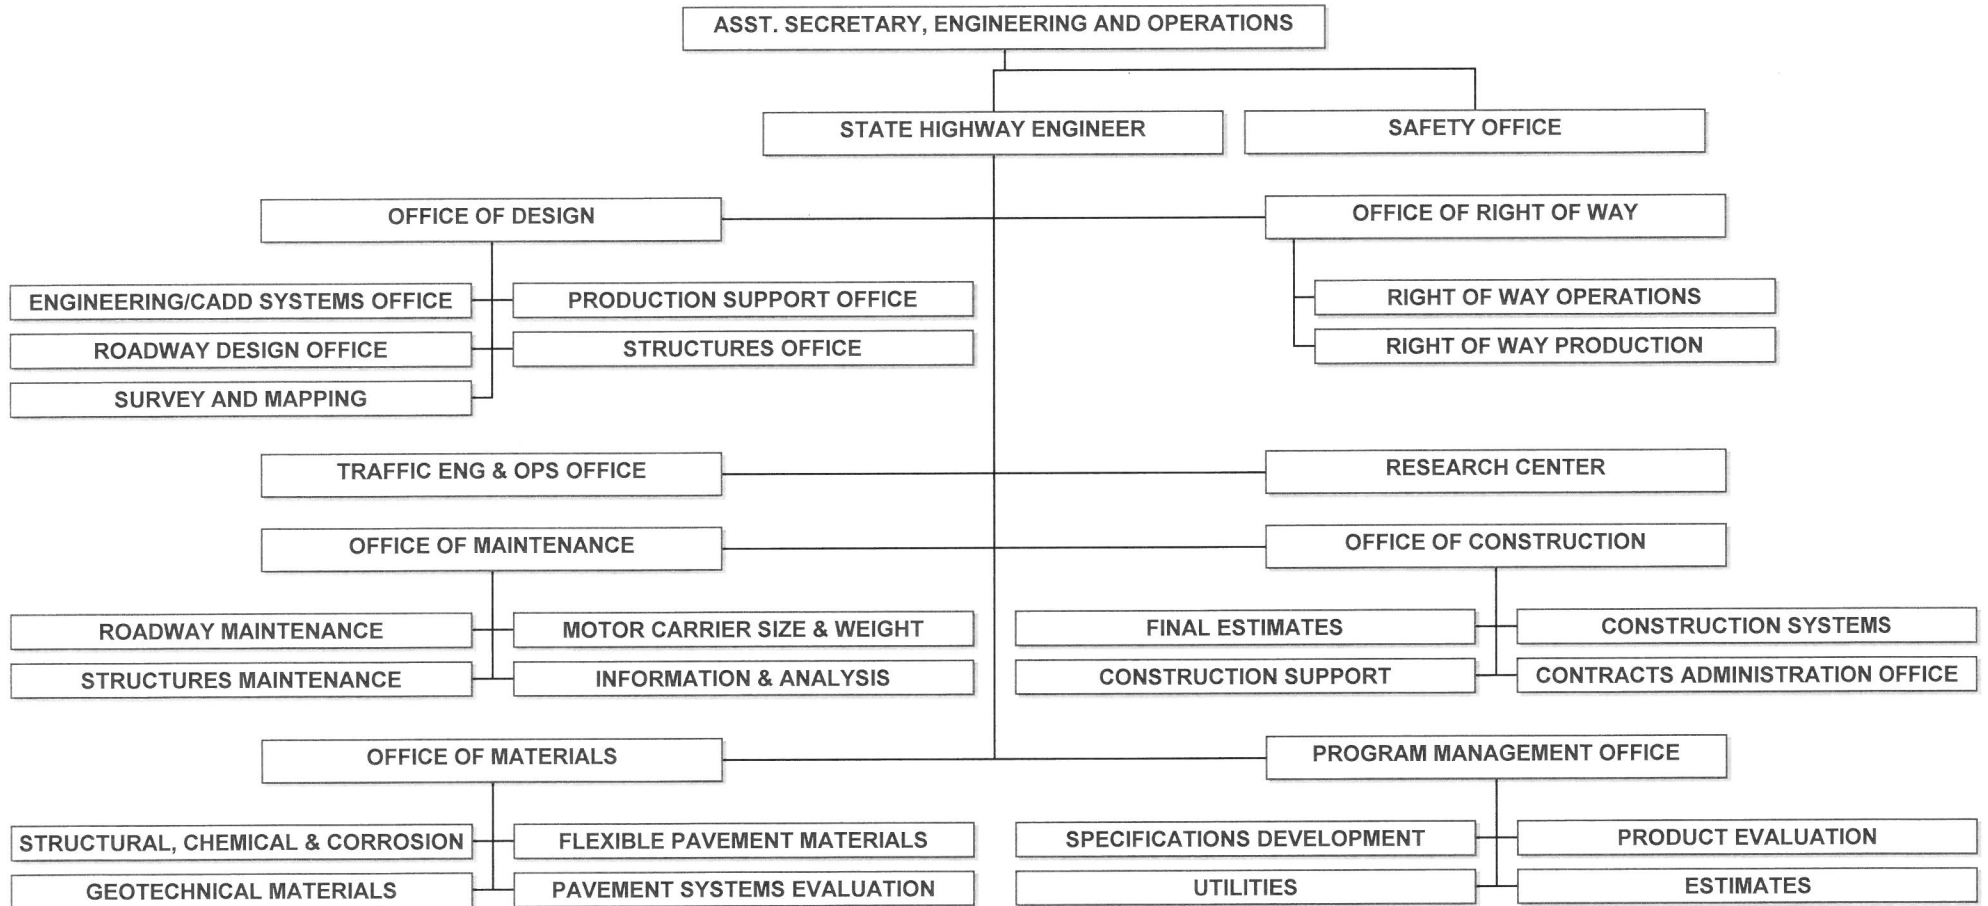 ASST. SECRETARY, ENGINEERING AND OPERATIONS
STATE HIGHWAY ENGINEER
SAFETY OFFICE
OFFICE OF DESIGN
OFFICE OF RIGHT OF WAY
ENGINEERING/CADD SYSTEMS OFFICE
PRODUCTION SUPPORT OFFICE
RIGHT OF WAY OPERATIONS
ROADWAY DESIGN OFFICE
STRUCTURES OFFICE
RIGHT OF WAY PRODUCTION
SURVEY AND MAPPING
TRAFFIC ENG & OPS OFFICE
RESEARCH CENTER
OFFICE OF MAINTENANCE
OFFICE OF CONSTRUCTION
ROADWAY MAINTENANCE
MOTOR CARRIER SIZE & WEIGHT
FINAL ESTIMATES
CONSTRUCTION SYSTEMS
STRUCTURES MAINTENANCE
INFORMATION & ANALYSIS
CONSTRUCTION SUPPORT
CONTRACTS ADMINISTRATION OFFICE
OFFICE OF MATERIALS
PROGRAM MANAGEMENT OFFICE
STRUCTURAL, CHEMICAL & CORROSION
FLEXIBLE PAVEMENT MATERIALS
SPECIFICATIONS DEVELOPMENT
PRODUCT EVALUATION
GEOTECHNICAL MATERIALS
PAVEMENT SYSTEMS EVALUATION
UTILITIES
ESTIMATES